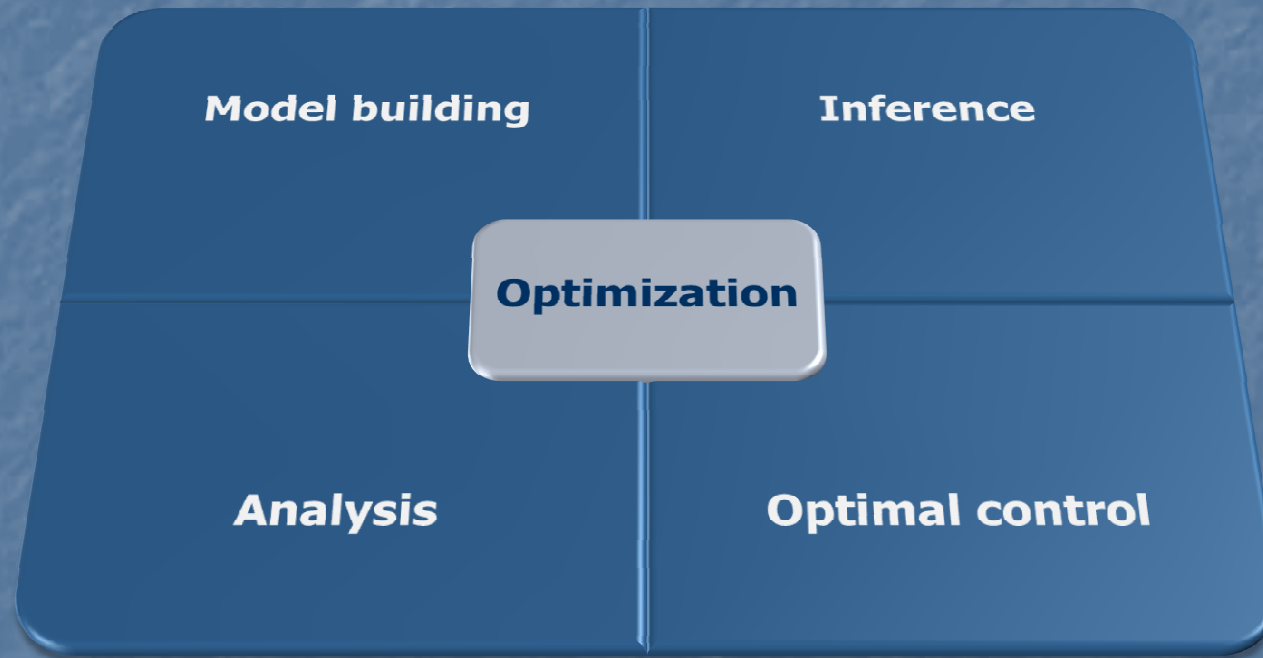 Model building
Inference
Optimization
Analysis
Optimal control